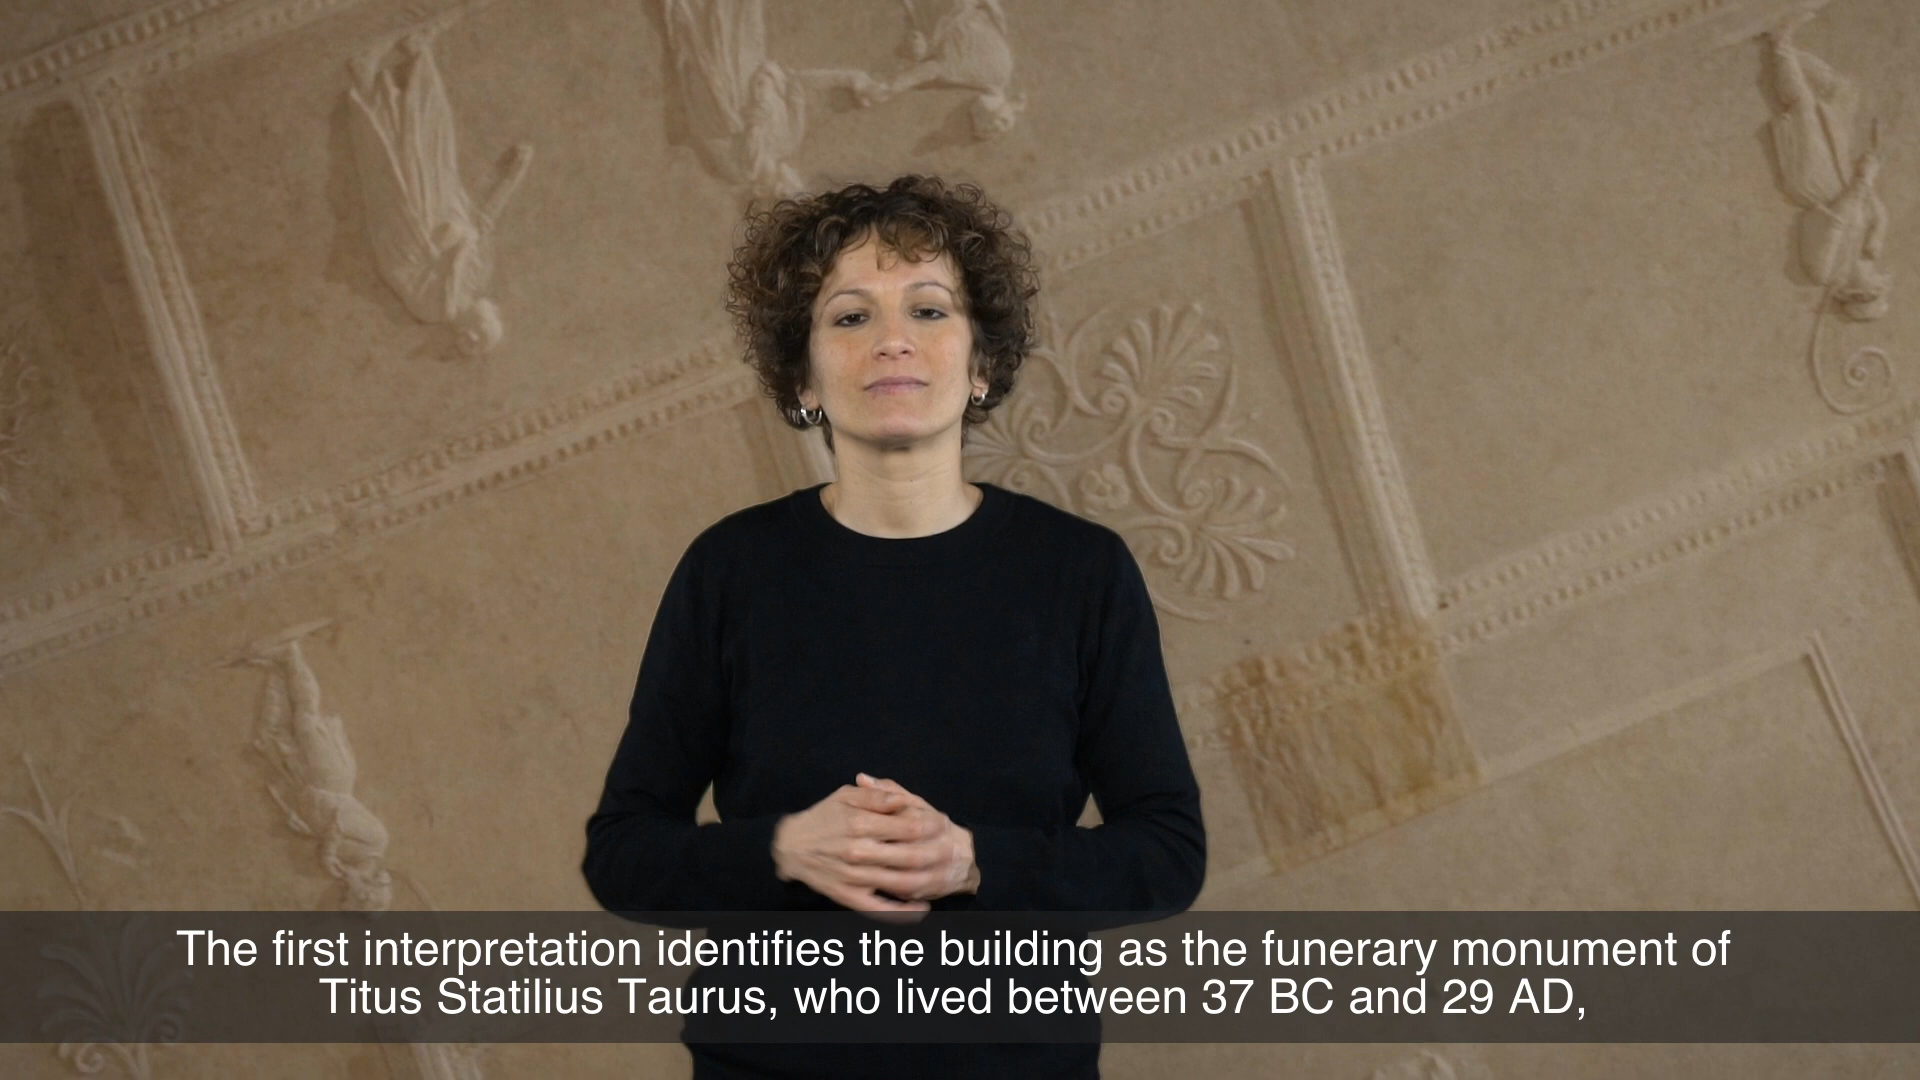 The first interpretation identifies the building as the funerary monument of
Titus Statilius Taurus, who lived between 37 BC and 29 AD,